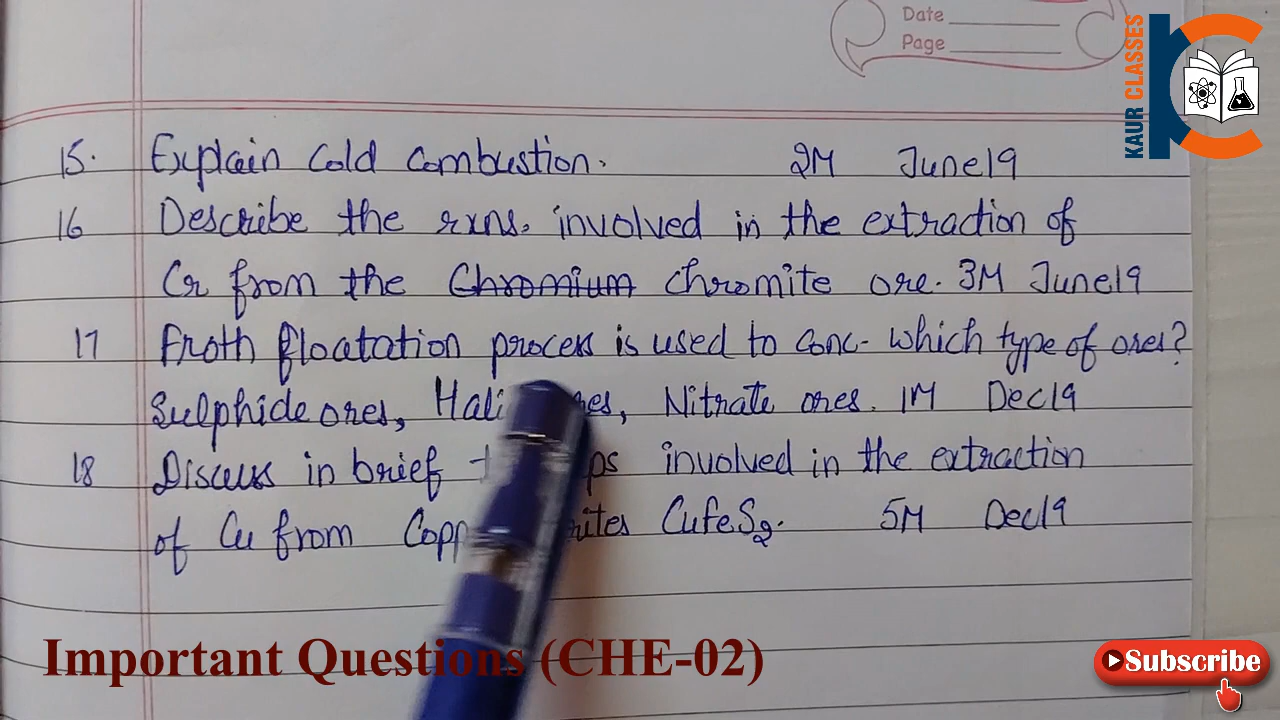 Date
Page
KAUR CLASSES
15. Explain Cold Combustion. 2M June19
16 Describe the rxns. involved in the extraction of
Cr from the Chromium chromite ore. 3M June19
17 Froth floatation process is used to conc. which type of ores?
Sulphide ores, Nitrate ores. 1M Dec19
18 Discuss in brief involved in the extraction
of Cu from CuFeS2. 5M Dec19
Important Questions (CHE-02)
Subscribe